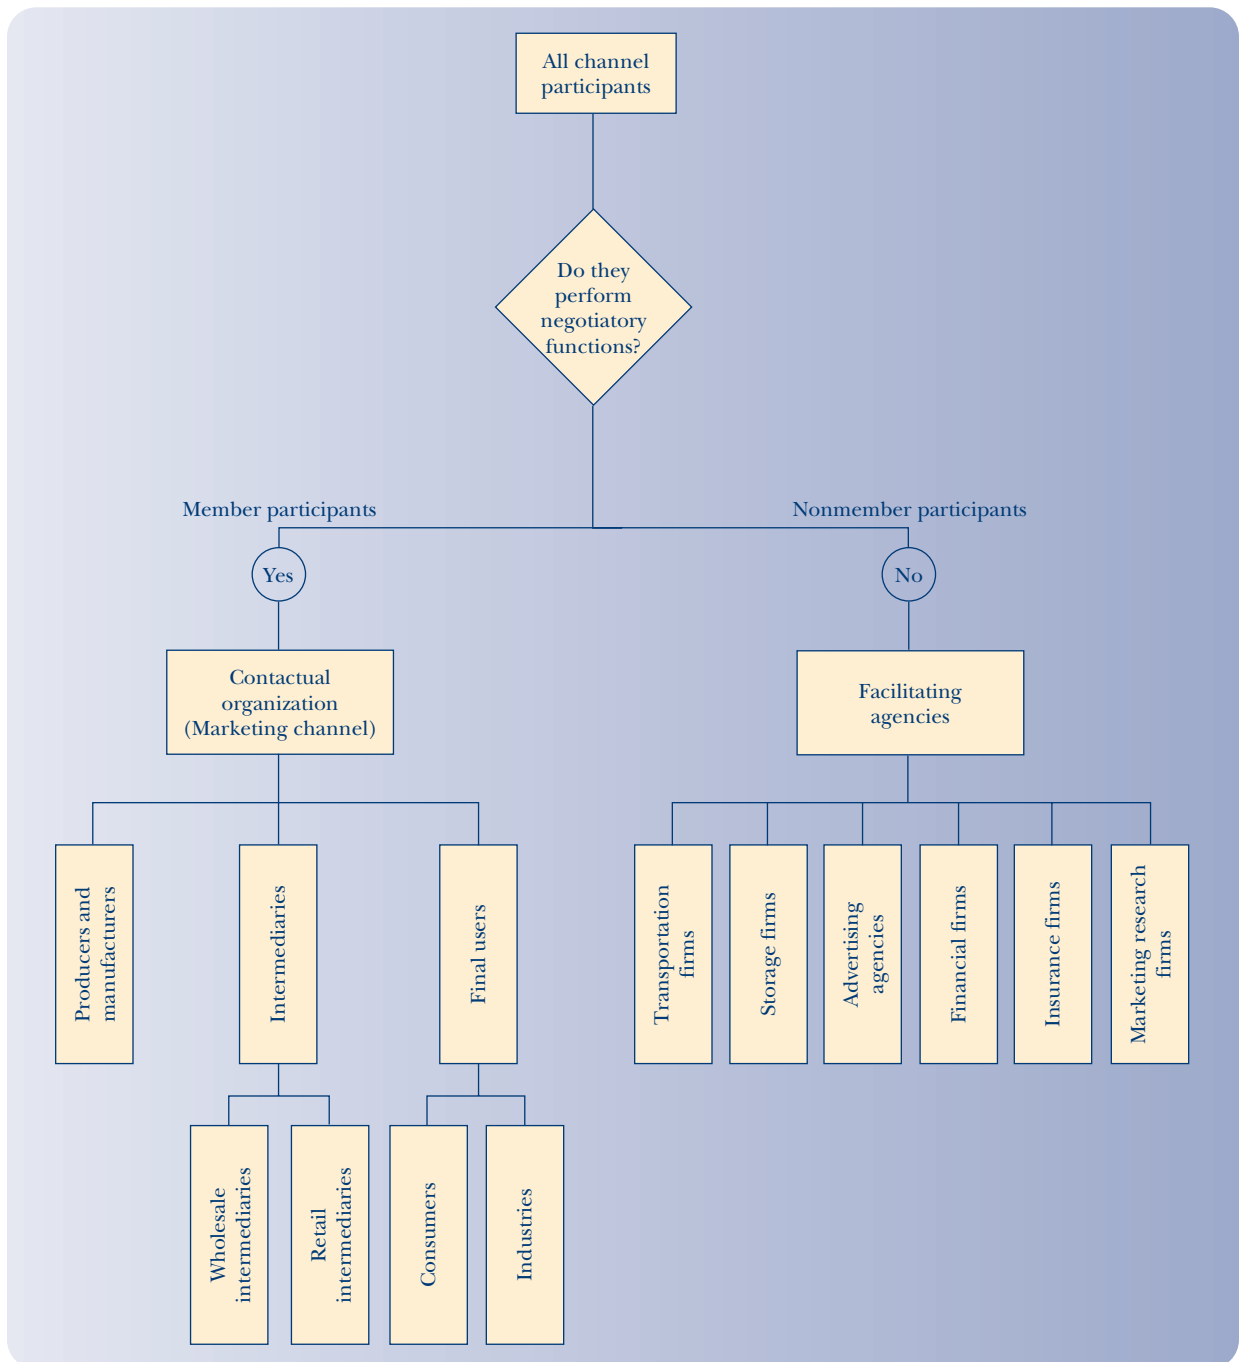 All channel
participants
Do they
perform
negotiatory
functions?
Member participants
Nonmember participants
Yes
No
Contactual
organization
(Marketing channel)
Facilitating
agencies
Producers and
manufacturers
Intermediaries
Final users
Transportation
firms
Storage firms
Advertising
agencies
Financial firms
Insurance firms
Marketing research
firms
Wholesale
intermediaries
Retail
intermediaries
Consumers
Industries